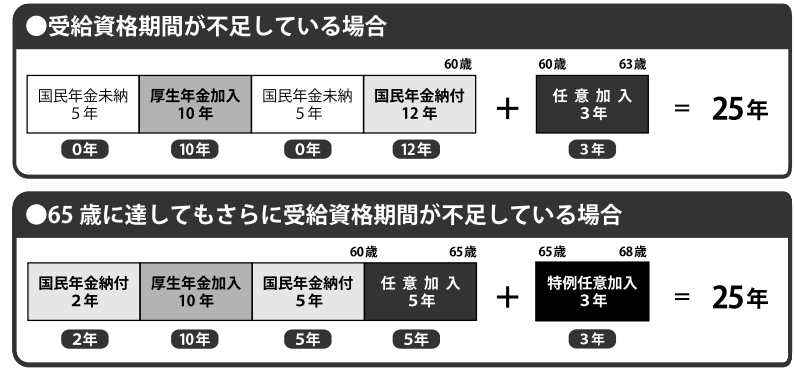 ●受給資格期間が不足している場合
60歳 60歳 63歳
国民年金未納 厚生年金加入 国民年金未納 国民年金納付 任意加入
5年 10年 5年 12年 + 3年 = 25年
0年 10年 0年 12年 3年
●65歳に達してもさらに受給資格期間が不足している場合
60歳 65歳 65歳 68歳
国民年金納付 厚生年金加入 国民年金納付 任意加入 特例任意加入
2年 10年 5年 5年 + 3年 = 25年
2年 10年 5年 5年 3年